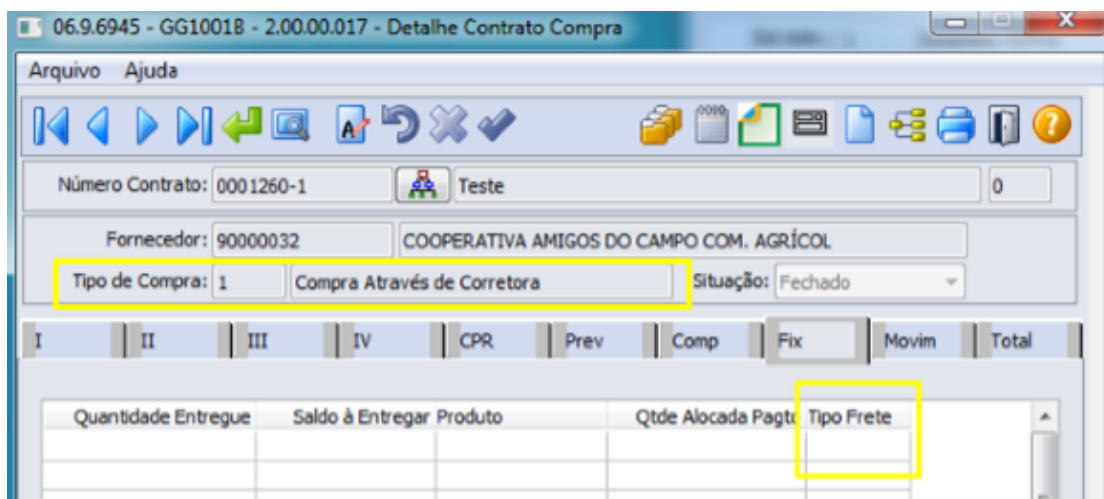 06.9.6945 - GG1001B - 2.00.00.017 - Detalhe Contrato Compra
Arquivo Ajuda
Número Contrato: 0001260-1 Teste 0
Fornecedor: 90000032 COOPERATIVA AMIGOS DO CAMPO COM. AGRÍCOL
Tipo de Compra: 1 Compra Através de Corretora Situação: Fechado
I II III IV CPR Prev Comp Fix Movim Total
Quantidade Entregue Saldo à Entregar Produto Qtde Alocada Pagto Tipo Frete